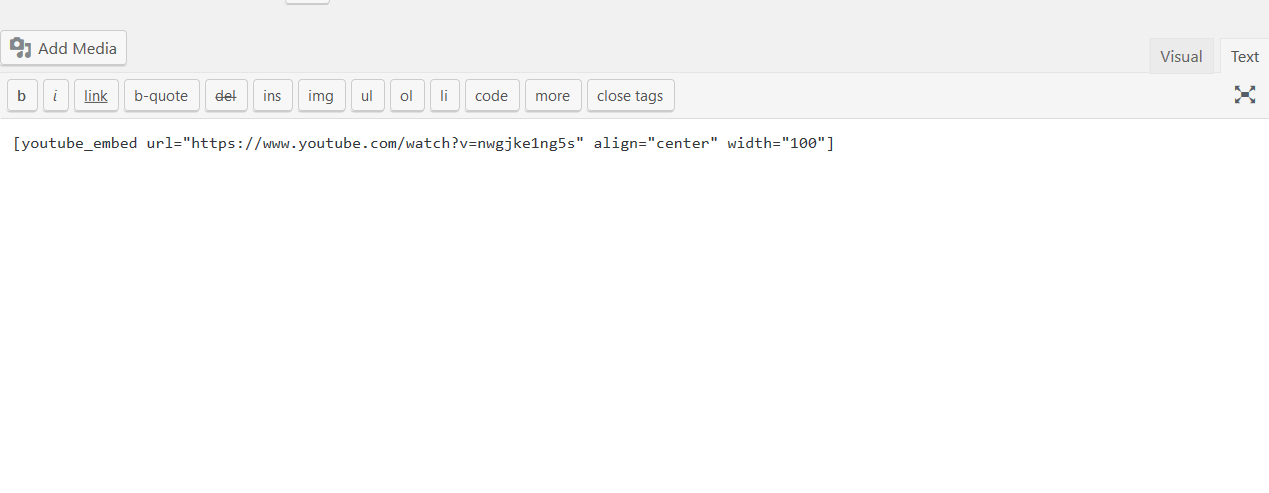 Add Media
Visual Text
b i link b-quote del ins img ul ol li code more close tags
[youtube_embed url="https://www.youtube.com/watch?v=nwgjke1ng5s" align="center" width="100"]